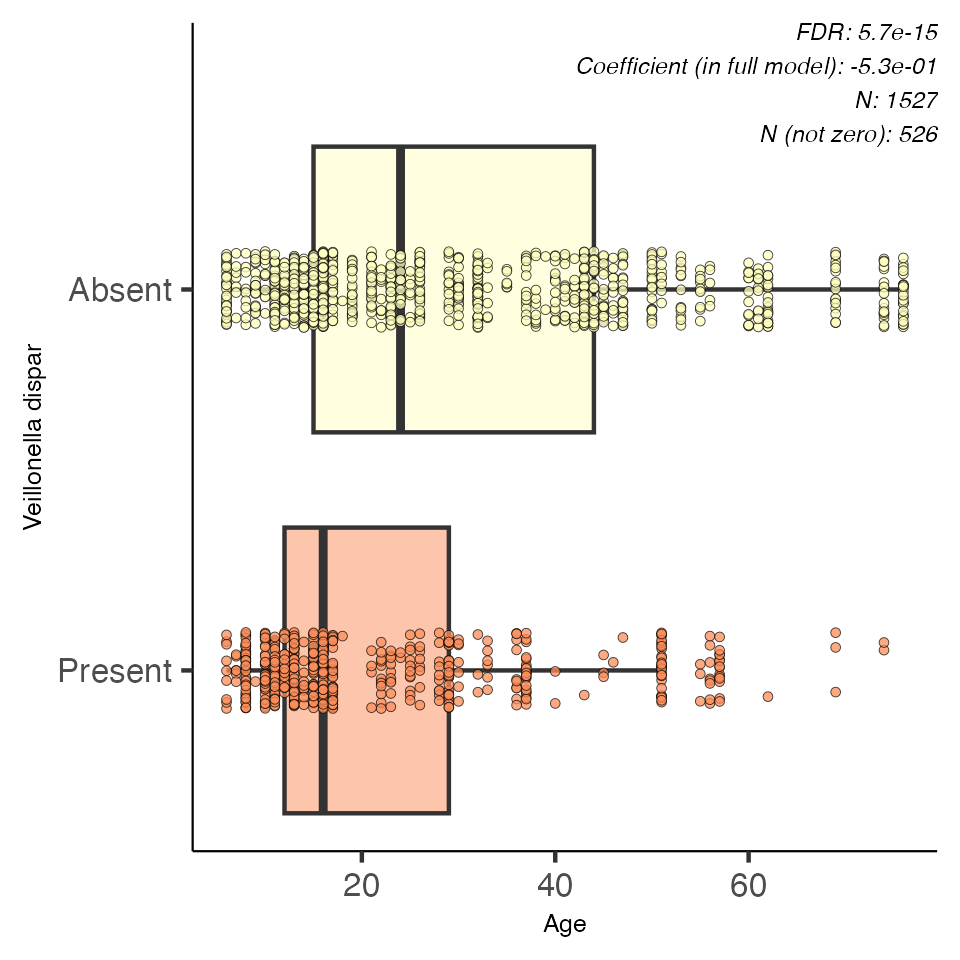 FDR: 5.7e-15
Coefficient (in full model): -5.3e-01
N: 1527
N (not zero): 526
Absent
Present
Veillonella dispar
20 40 60
Age